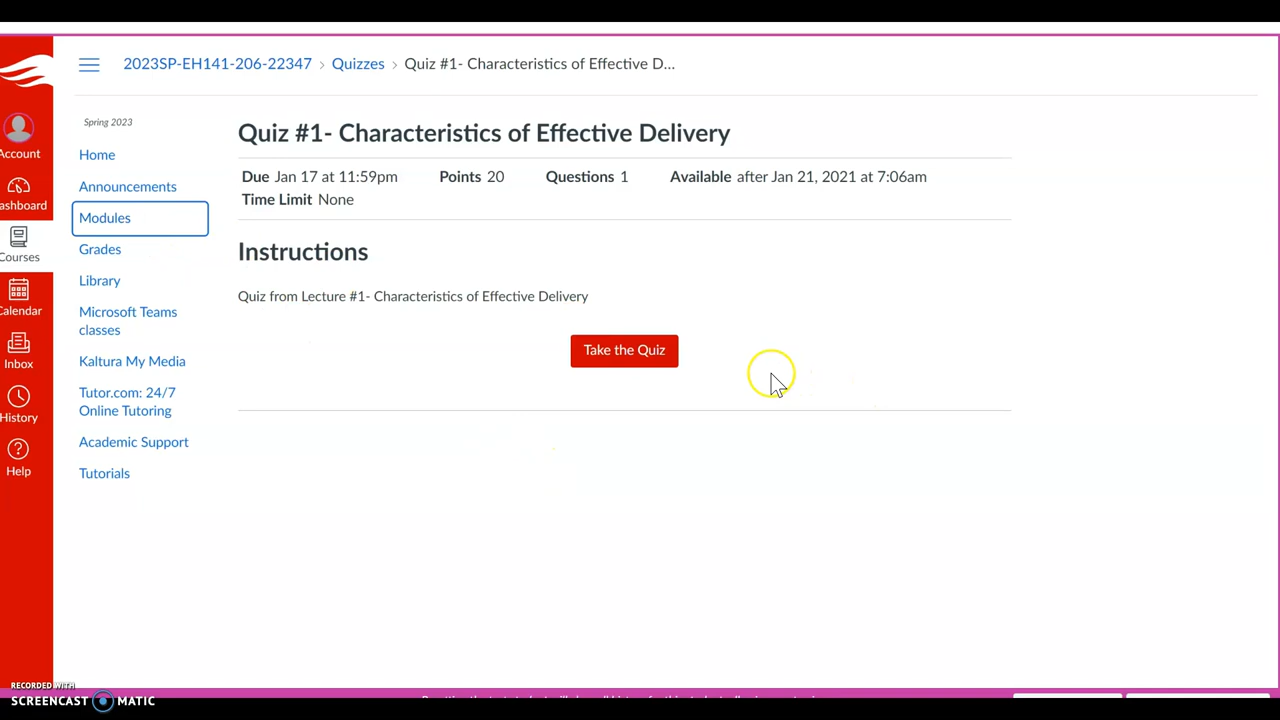 2023SP-EH141-206-22347 › Quizzes › Quiz #1- Characteristics of Effective D...
Account
Dashboard
Courses
Calendar
Inbox
History
Help
Spring 2023
Home
Announcements
Modules
Grades
Library
Microsoft Teams
classes
Kaltura My Media
Tutor.com: 24/7
Online Tutoring
Academic Support
Tutorials
Quiz #1- Characteristics of Effective Delivery
Due Jan 17 at 11:59pm Points 20 Questions 1 Available after Jan 21, 2021 at 7:06am
Time Limit None
Instructions
Quiz from Lecture #1- Characteristics of Effective Delivery
Take the Quiz
RECORDED WITH
SCREENCAST MATIC